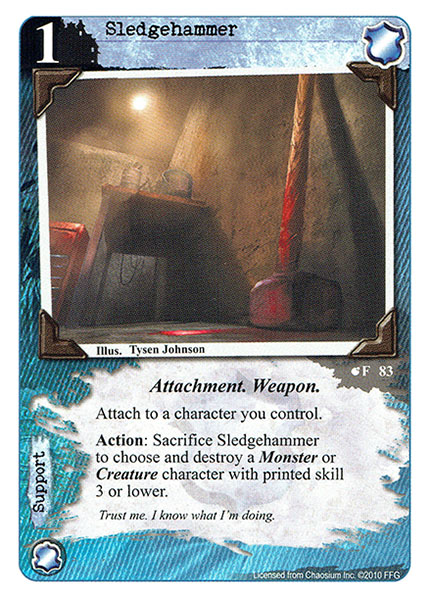 1
Sledgehammer
Illus. Tysen Johnson
F 83
Attachment. Weapon.
Attach to a character you control.
Action: Sacrifice Sledgehammer
to choose and destroy a Monster or
Creature character with printed skill
3 or lower.
Trust me. I know what I'm doing.
Support
Licensed from Chaosium Inc. ©2010 FFG